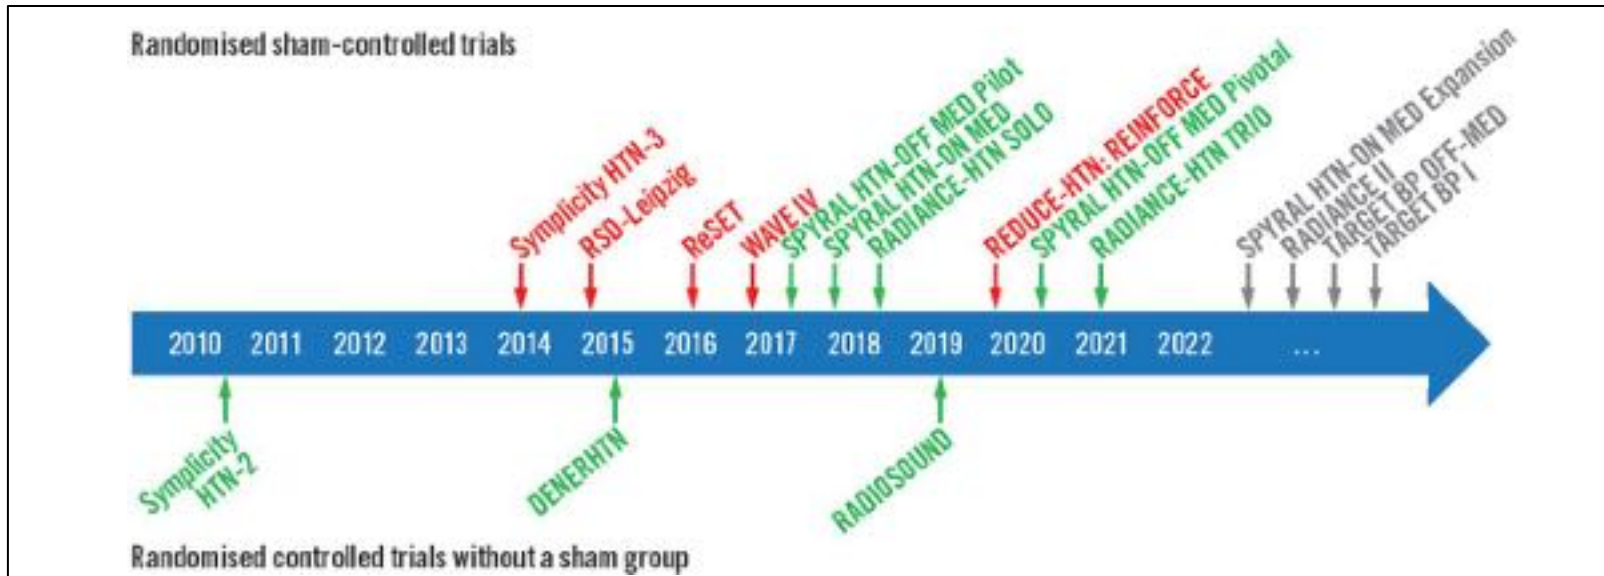 Randomised sham-controlled trials
Symplicity HTN-3
RSD-Leipzig
ReSET
WAVE IV
SPYRAL HTN-OFF MED Pilot
SPYRAL HTN-ON MED
RADIANCE-HTN SOLO
REDUCE-HTN: REINFORCE
SPYRAL HTN-OFF MED Pivotal
RADIANCE-HTN TRIO
SPYRAL HTN-ON MED Expansion
RADIANCE II
TARGET BP OFF-MED
TARGET BP I
2010 2011 2012 2013 2014 2015 2016 2017 2018 2019 2020 2021 2022 ...
Symplicity
HTN-2
DENERHTN
RADIOSOUND
Randomised controlled trials without a sham group